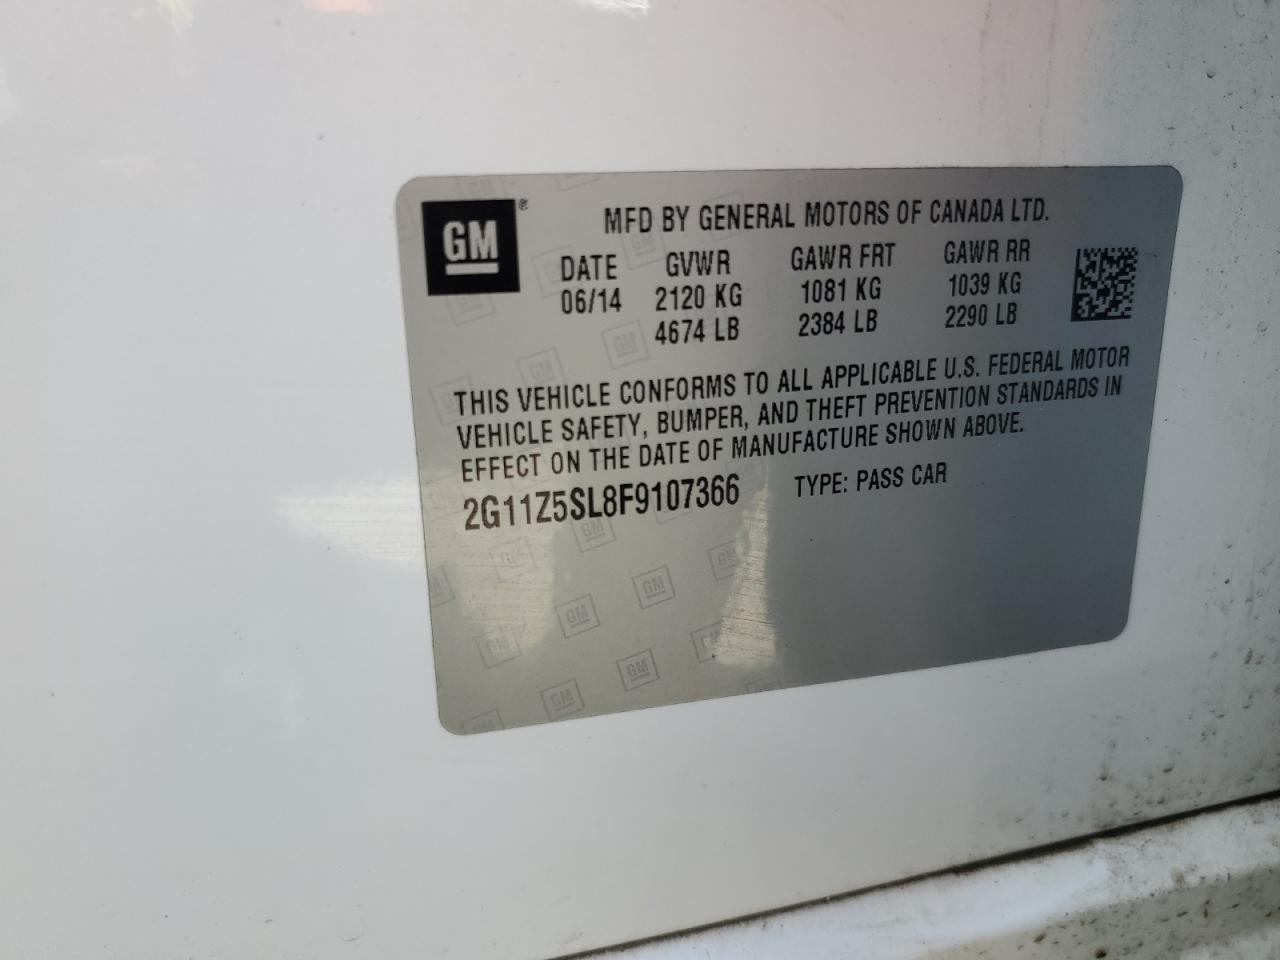 GM®
MFD BY GENERAL MOTORS OF CANADA LTD.
DATE GVWR GAWR FRT GAWR RR
06/14 2120 KG 1081 KG 1039 KG
4674 LB 2384 LB 2290 LB
THIS VEHICLE CONFORMS TO ALL APPLICABLE U.S. FEDERAL MOTOR
VEHICLE SAFETY, BUMPER, AND THEFT PREVENTION STANDARDS IN
EFFECT ON THE DATE OF MANUFACTURE SHOWN ABOVE.
2G11Z5SL8F9107366 TYPE: PASS CAR